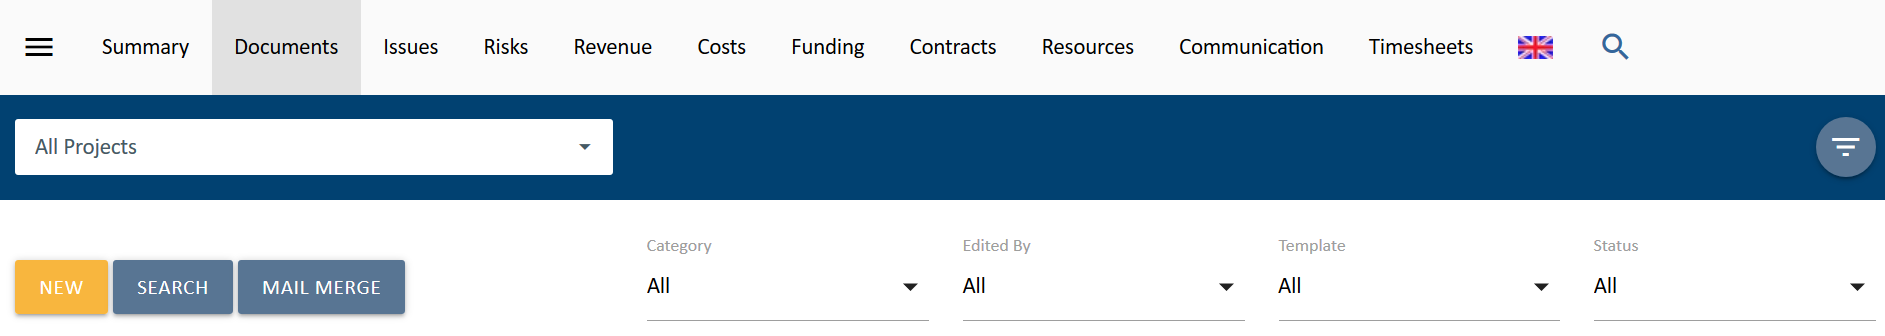 Summary Documents Issues Risks Revenue Costs Funding Contracts Resources Communication Timesheets
All Projects
Category Edited By Template Status
NEW SEARCH MAIL MERGE All All All All